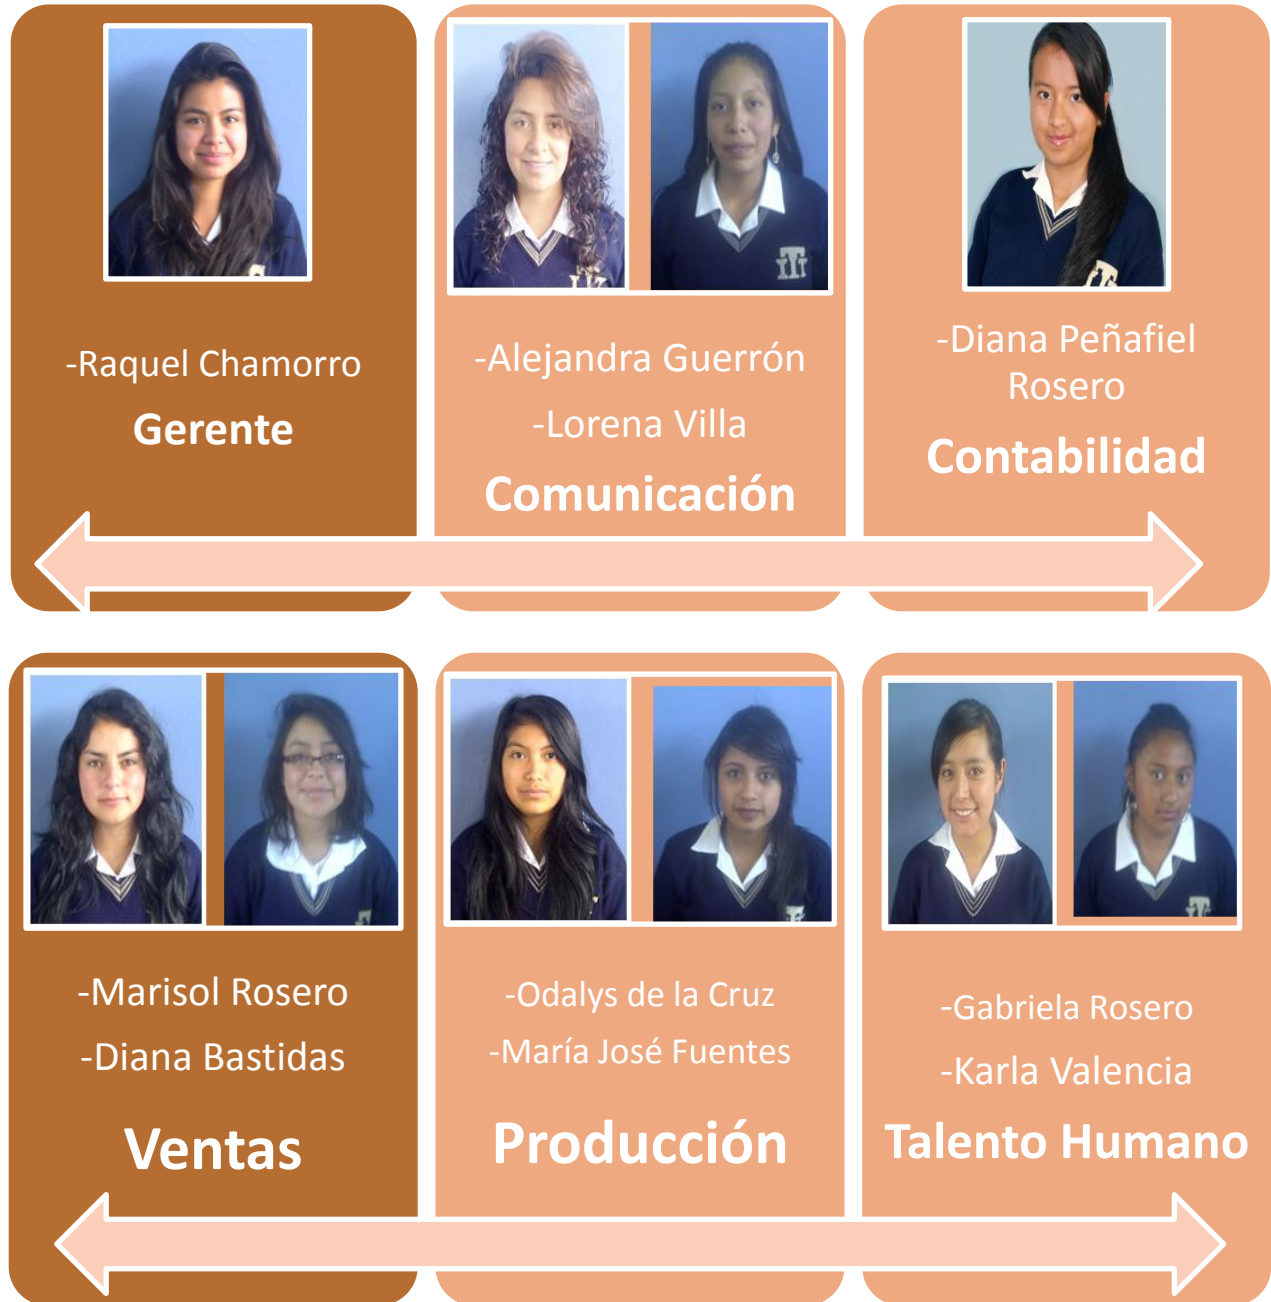 -Raquel Chamorro
Gerente
-Alejandra Guerrón
-Lorena Villa
Comunicación
-Diana Peñafiel
Rosero
Contabilidad
-Marisol Rosero
-Diana Bastidas
Ventas
-Odalys de la Cruz
-María José Fuentes
Producción
-Gabriela Rosero
-Karla Valencia
Talento Humano